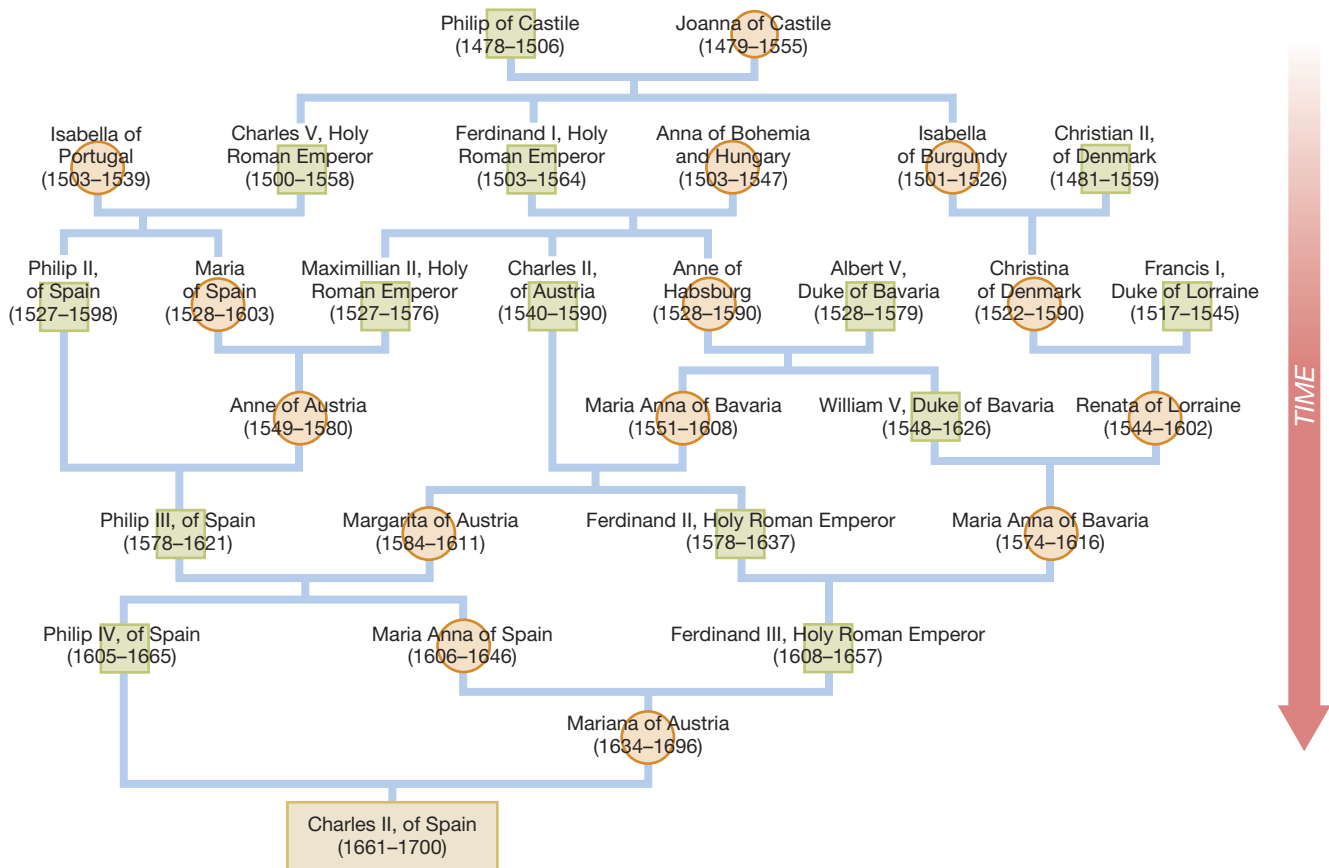 Philip of Castile
(1478–1506)
Joanna of Castile
(1479–1555)
Isabella of
Portugal
(1503–1539)
Charles V, Holy
Roman Emperor
(1500–1558)
Ferdinand I, Holy
Roman Emperor
(1503–1564)
Anna of Bohemia
and Hungary
(1503–1547)
Isabella
of Burgundy
(1501–1526)
Christian II,
of Denmark
(1481–1559)
Philip II,
of Spain
(1527–1598)
Maria
of Spain
(1528–1603)
Maximillian II, Holy
Roman Emperor
(1527–1576)
Charles II,
of Austria
(1540–1590)
Anne of
Habsburg
(1528–1590)
Albert V,
Duke of Bavaria
(1528–1579)
Christina
of Denmark
(1522–1590)
Francis I,
Duke of Lorraine
(1517–1545)
Anne of Austria
(1549–1580)
Maria Anna of Bavaria
(1551–1608)
William V, Duke of Bavaria
(1548–1626)
Renata of Lorraine
(1544–1602)
Philip III, of Spain
(1578–1621)
Margarita of Austria
(1584–1611)
Ferdinand II, Holy Roman Emperor
(1578–1637)
Maria Anna of Bavaria
(1574–1616)
Philip IV, of Spain
(1605–1665)
Maria Anna of Spain
(1606–1646)
Ferdinand III, Holy Roman Emperor
(1608–1657)
Mariana of Austria
(1634–1696)
Charles II, of Spain
(1661–1700)
TIME